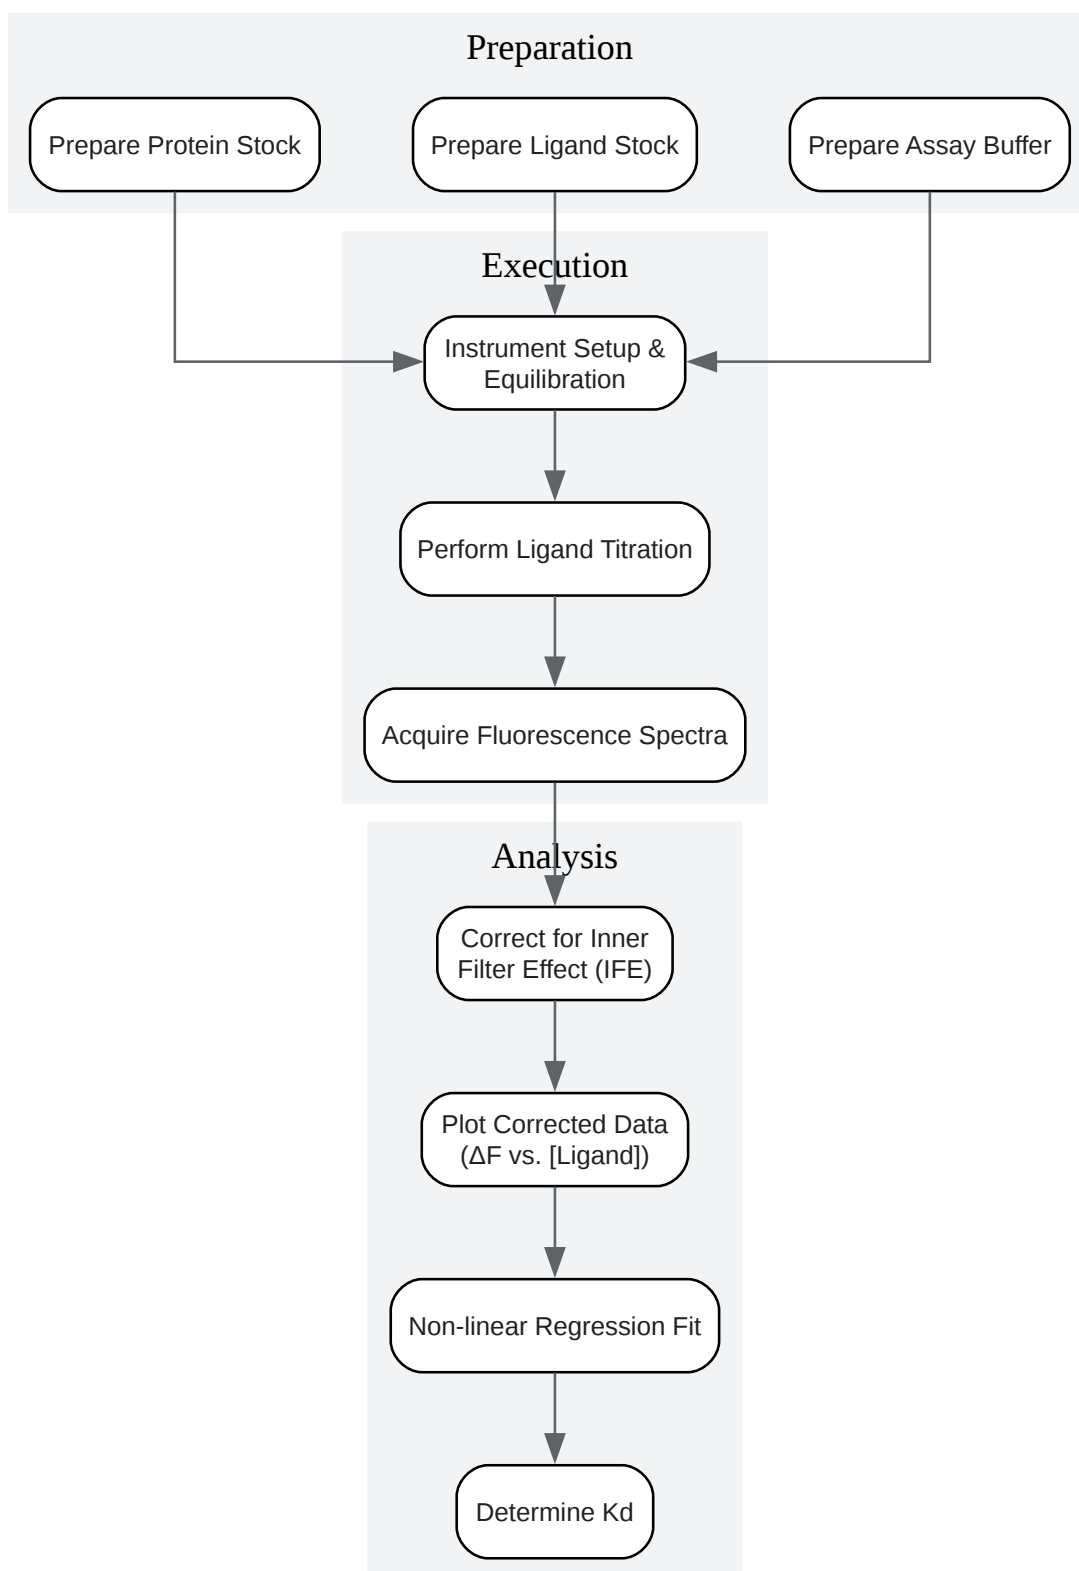 Preparation
Prepare Protein Stock
Prepare Ligand Stock
Prepare Assay Buffer
Execution
Instrument Setup &
Equilibration
Perform Ligand Titration
Acquire Fluorescence Spectra
Analysis
Correct for Inner
Filter Effect (IFE)
Plot Corrected Data
(ΔF vs. [Ligand])
Non-linear Regression Fit
Determine Kd